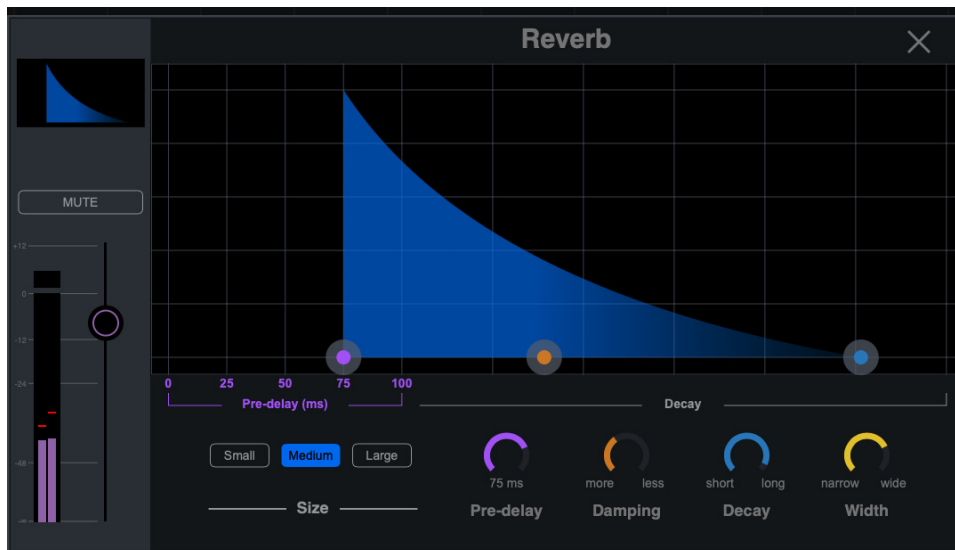 Reverb
MUTE
+12
0
-12
-24
-48
0 25 50 75 100
Pre-delay (ms)
Decay
Small Medium Large
Size
75 ms
Pre-delay
more less
Damping
short long
Decay
narrow wide
Width